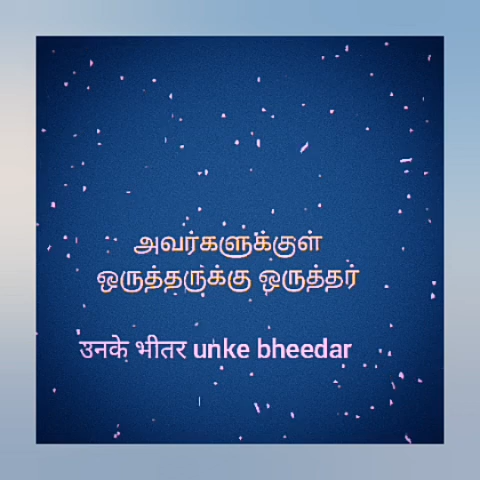 அவர்களுக்குள்
ஒருத்தருக்கு ஒருத்தர்
उनके भीतर unke bheedar